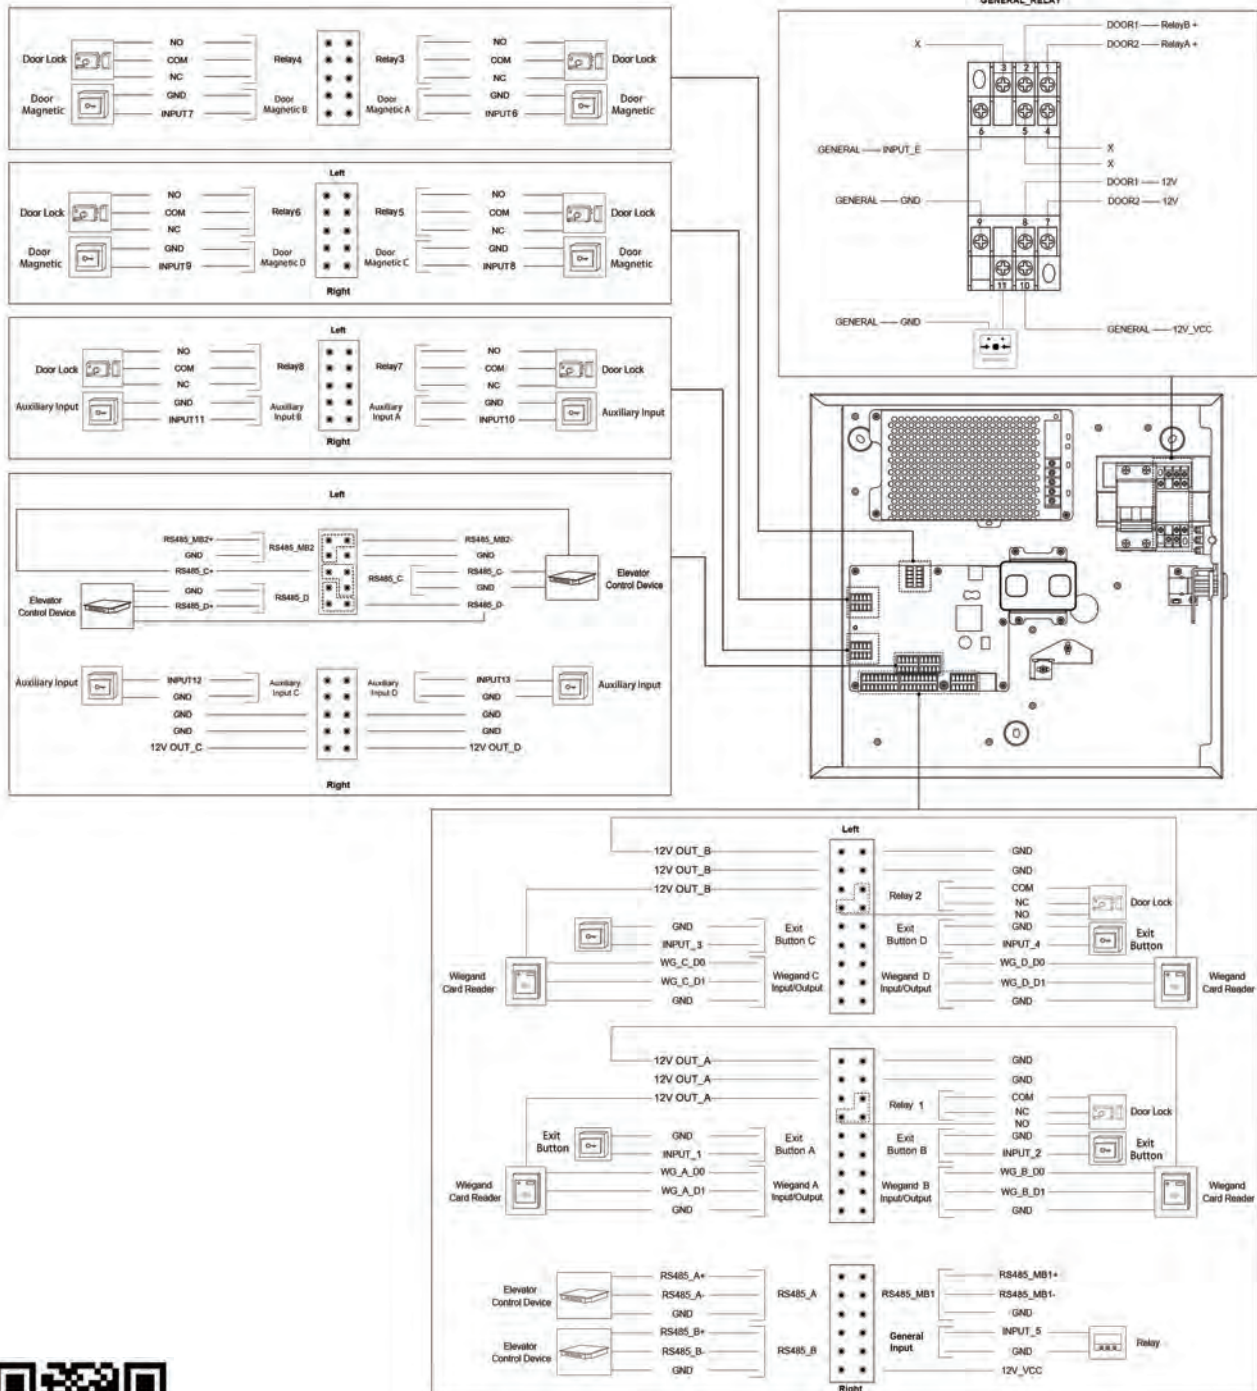 GENERAL_RELAY
NO
NO
Door Lock
COM
Relay4
Relay3
COM
Door Lock
NC
NC
GND
GND
Door
Magnetic
Door
Magnetic B
Door
Magnetic A
Door
Magnetic
INPUT7
INPUT6
Left
NO
NO
Door Lock
COM
Relay6
Relay5
COM
Door Lock
NC
NC
GND
GND
Door
Magnetic
Door
Magnetic D
Door
Magnetic C
Door
Magnetic
INPUT9
INPUT8
Right
Left
NO
NO
Door Lock
COM
Relay8
Relay7
COM
Door Lock
NC
NC
GND
GND
Auxiliary Input
Auxiliary
Input B
Auxiliary
Input A
Auxiliary Input
INPUT11
INPUT10
Right
Left
RS485_MB2+
RS485_MB2
RS485_MB2-
GND
GND
RS485_C+
RS485_C
RS485_C-
GND
GND
Elevator
Control Device
RS485_D
Elevator
Control Device
RS485_D+
RS485_D-
Auxiliary Input
INPUT12
Auxiliary
Input C
Auxiliary
Input D
INPUT13
Auxiliary Input
GND
GND
GND
GND
GND
GND
12V OUT_C
12V OUT_D
Right
DOOR1 RelayB +
X
DOOR2 RelayA +
3 2 1
6 5 4
GENERAL INPUT_E
X
X
DOOR1 12V
GENERAL GND
DOOR2 12V
9 8 7
11 10
GENERAL GND
GENERAL 12V_VCC
Left
12V OUT_B
GND
12V OUT_B
GND
12V OUT_B
COM
Relay 2
NC
Door Lock
NO
GND
Exit
Button C
Exit
Button D
GND
Exit
Button
INPUT_3
INPUT_4
WG_C_D0
WG_D_D0
Wiegand
Card Reader
WG_C_D1
Wiegand C
Input/Output
Wiegand D
Input/Output
WG_D_D1
Wiegand
Card Reader
GND
GND
12V OUT_A
GND
12V OUT_A
GND
12V OUT_A
COM
Relay 1
NC
Door Lock
NO
Exit
Button
GND
Exit
Button A
Exit
Button B
GND
Exit
Button
INPUT_1
INPUT_2
WG_A_D0
WG_B_D0
Wiegand
Card Reader
WG_A_D1
Wiegand A
Input/Output
Wiegand B
Input/Output
WG_B_D1
Wiegand
Card Reader
GND
GND
RS485_A+
RS485_MB1+
Elevator
Control Device
RS485_A-
RS485_A
RS485_MB1
RS485_MB1-
GND
GND
RS485_B+
INPUT_5
Elevator
Control Device
RS485_B-
RS485_B
General
Input
GND
Relay
GND
12V_VCC
Right